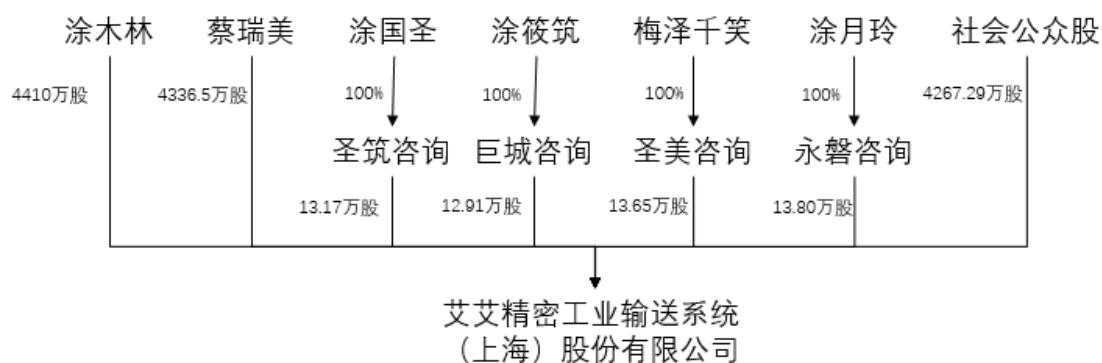 涂木林 蔡瑞美 涂国圣 涂筱筑 梅泽千笑 涂月玲 社会公众股
4410万股 4336.5万股 100% 100% 100% 100% 4267.29万股
圣筑咨询 巨城咨询 圣美咨询 永磐咨询
13.17万股 12.91万股 13.65万股 13.80万股
艾艾精密工业输送系统
（上海）股份有限公司